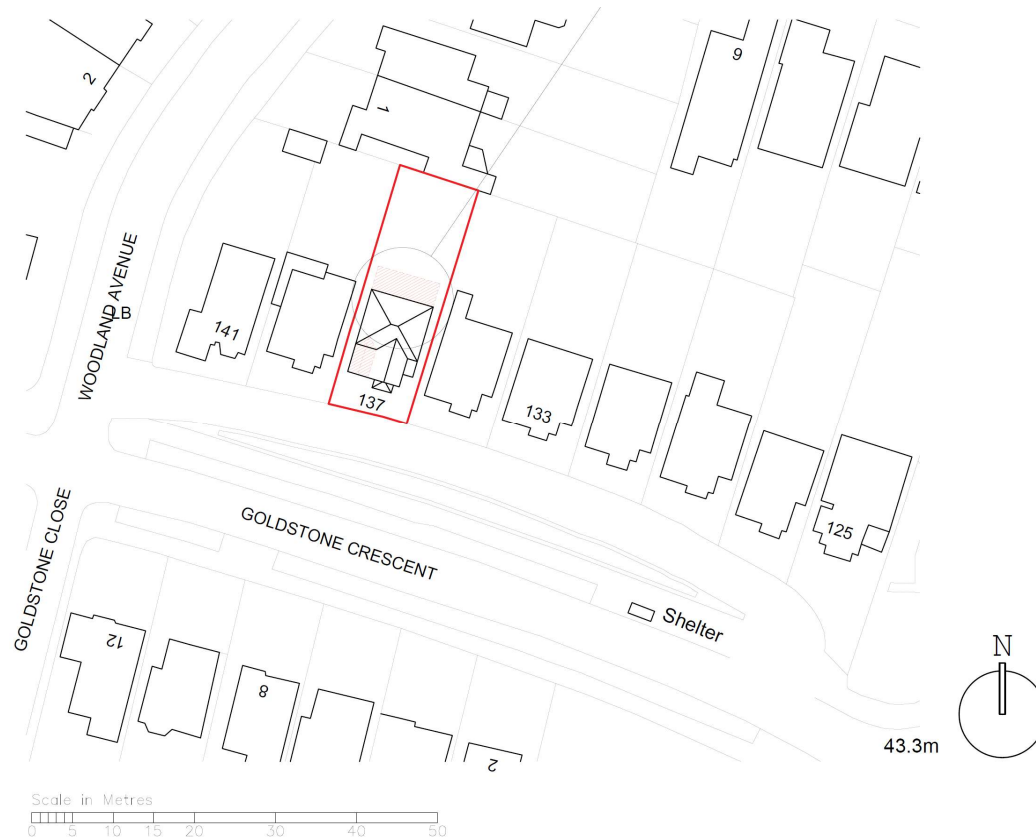 2
1
9
WOODLAND AVENUE
LB
141
137
133
125
GOLDSTONE CLOSE
GOLDSTONE CRESCENT
Shelter
12
8
2
N
43.3m
Scale in Metres
0 5 10 15 20 30 40 50